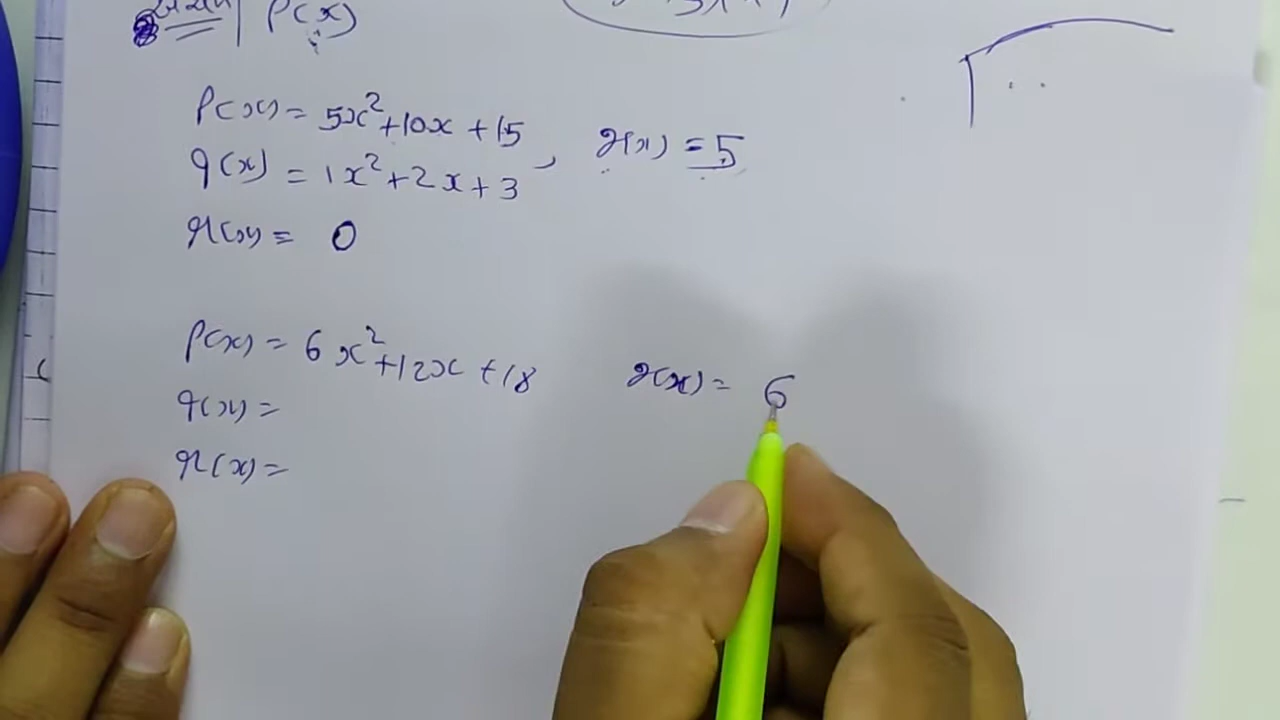 P(x)
P(x) = 5x² + 10x + 15
q(x) = 1x² + 2x + 3 , g(x) = 5
r(x) = 0
P(x) = 6x² + 12x + 18 g(x) = 6
q(x) =
r(x) =